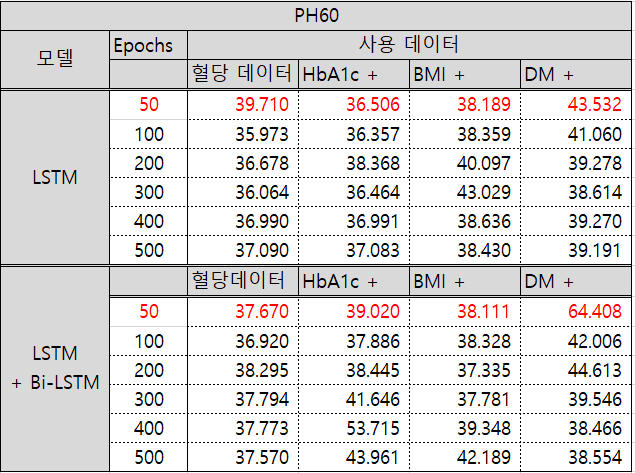 PH60
모델 Epochs 사용 데이터
혈당 데이터 HbA1c + BMI + DM +
LSTM
50 39.710 36.506 38.189 43.532
100 35.973 36.357 38.359 41.060
200 36.678 38.368 40.097 39.278
300 36.064 36.464 43.029 38.614
400 36.990 36.991 38.636 39.270
500 37.090 37.083 38.430 39.191
혈당데이터 HbA1c + BMI + DM +
LSTM
+ Bi-LSTM
50 37.670 39.020 38.111 64.408
100 36.920 37.886 38.328 42.006
200 38.295 38.445 37.335 44.613
300 37.794 41.646 37.781 39.546
400 37.773 53.715 39.348 38.466
500 37.570 43.961 42.189 38.554